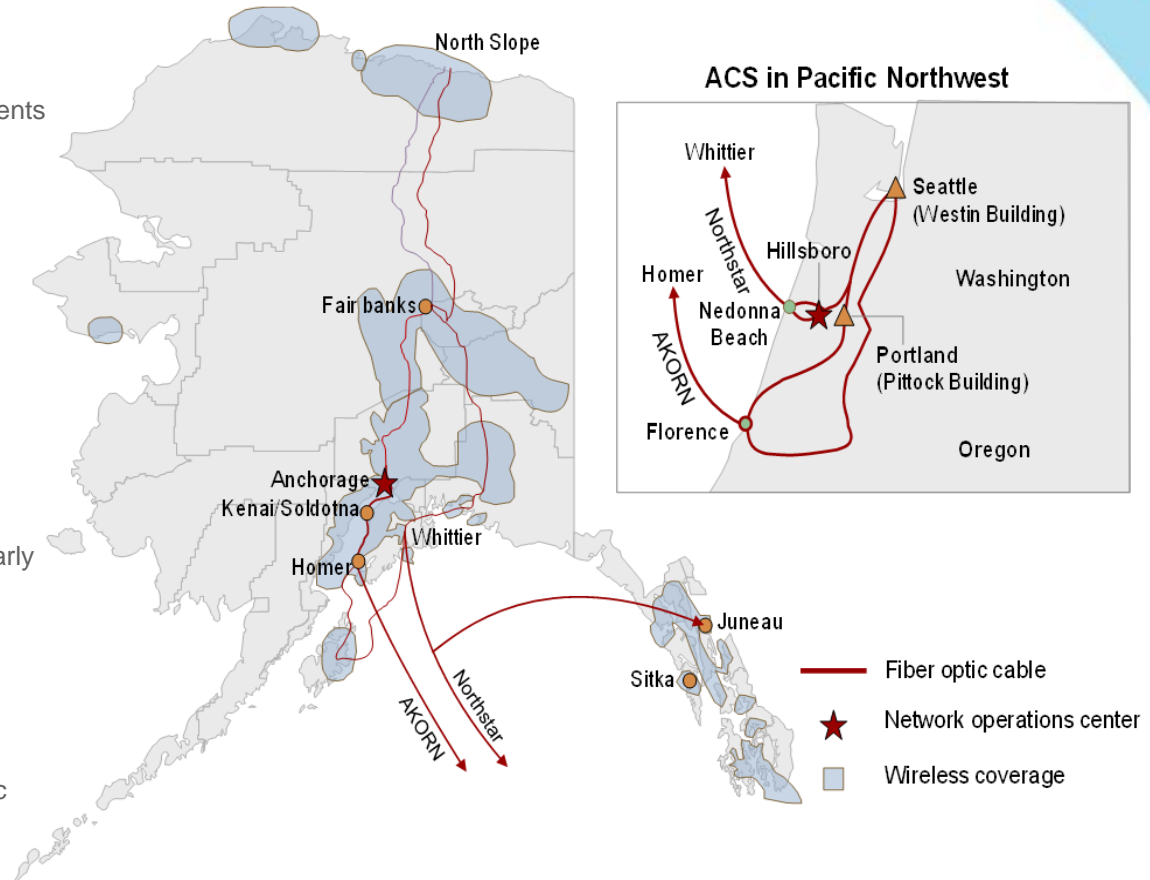 North Slope
ents
ACS in Pacific Northwest
Whittier
Seattle
(Westin Building)
Northstar
Hillsboro
Homer
Washington
Nedonna
Beach
AKORN
Portland
(Pittock Building)
Florence
Oregon
Fair banks
Anchorage
Kenai/Soldotna
Whittier
arly
Homer
Juneau
Sitka
Northstar
AKORN
Fiber optic cable
Network operations center
Wireless coverage
c